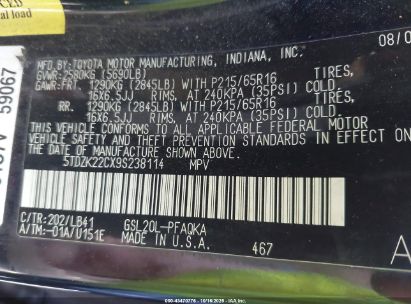 CED
al load
59067
08/0
MFD. BY: TOYOTA MOTOR MANUFACTURING, INDIANA, INC.
GVWR: 2580KG (5690LB)
GAWR: FRT. 1290KG (2845LB) WITH P215/65R16 TIRES,
16X6.5JJ RIMS, AT 240KPA (35PSI) COLD
RR. 1290KG (2845LB) WITH P215/65R16 TIRES,
16X6.5JJ RIMS, AT 240KPA (35PSI) COLD
THIS VEHICLE CONFORMS TO ALL APPLICABLE FEDERAL MOTOR
VEHICLE SAFETY AND THEFT PREVENTION STANDARDS IN EFFECT
ON THE DATE OF MANUFACTURE SHOWN ABOVE.
5TDZK22CX9S238114 MPV
C/TR: 202/LB41 GSL20L-PFAQKA
A/TM: -01A/U151E
MADE IN U.S.A. 467
A